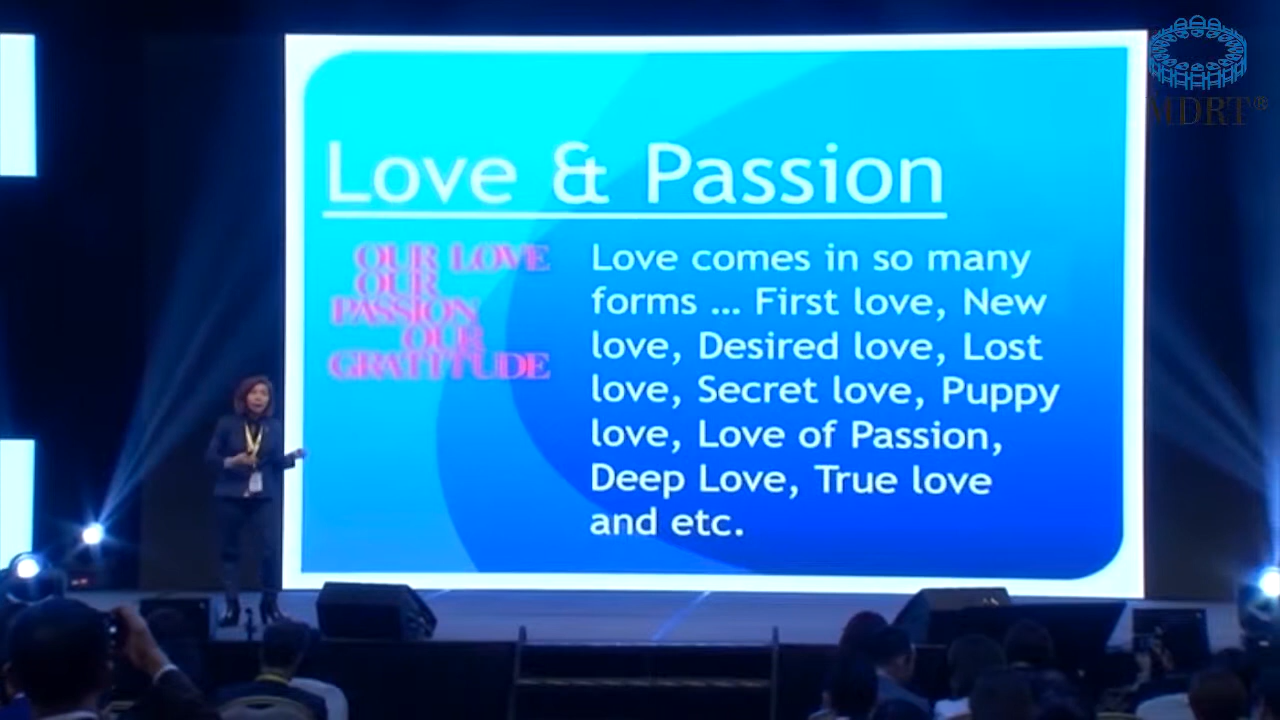 MDRT®
Love & Passion
OUR LOVE
OUR
PASSION
OUR
GRATITUDE
Love comes in so many
forms ... First love, New
love, Desired love, Lost
love, Secret love, Puppy
love, Love of Passion,
Deep Love, True love
and etc.